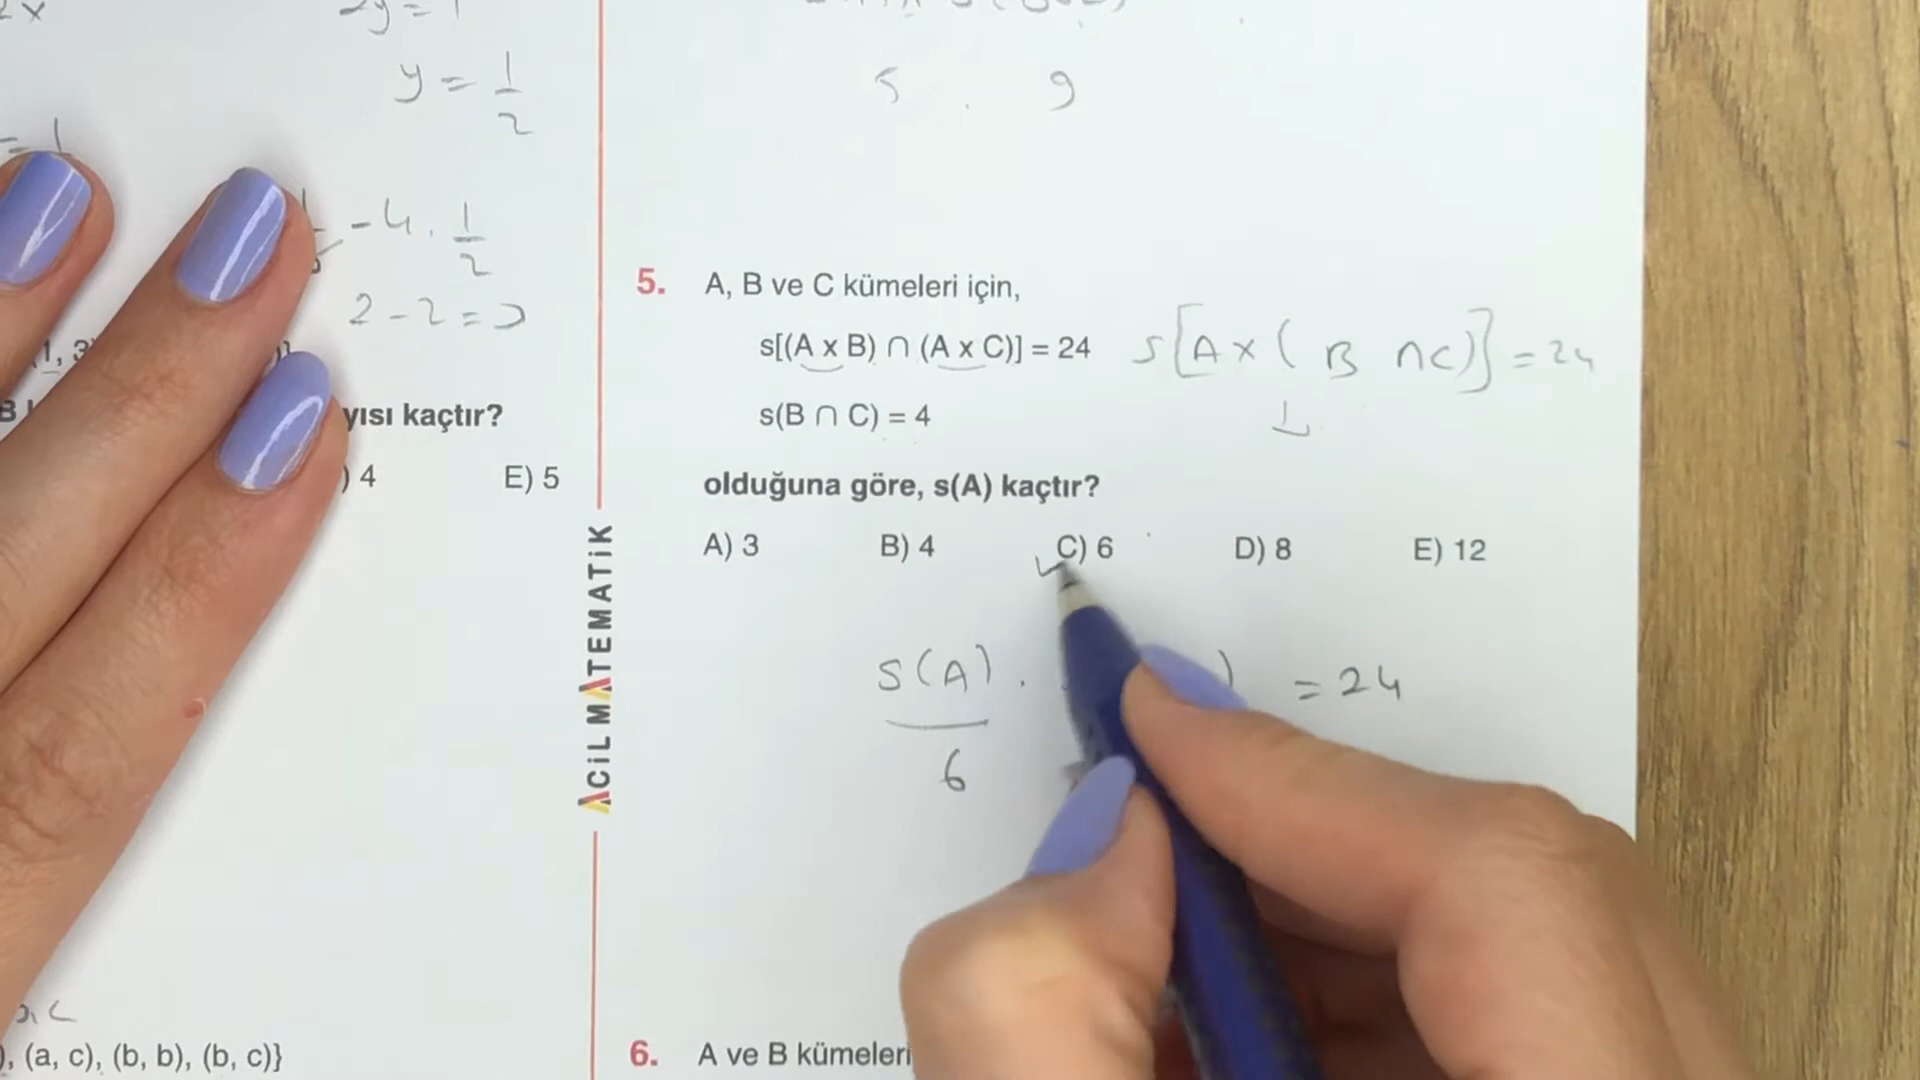 y = 1/2
- 4 . 1/2
2 - 2 = 0
yısı kaçtır?
) 4 E) 5
, (a, c), (b, b), (b, c)}
ACİL MATEMATİK
5 . 9
5. A, B ve C kümeleri için,
s[(A x B) ∩ (A x C)] = 24 s[A x ( B ∩ C)] = 24
s(B ∩ C) = 4
olduğuna göre, s(A) kaçtır?
A) 3 B) 4 C) 6 D) 8 E) 12
s(A) . ) = 24
6
6. A ve B kümeleri